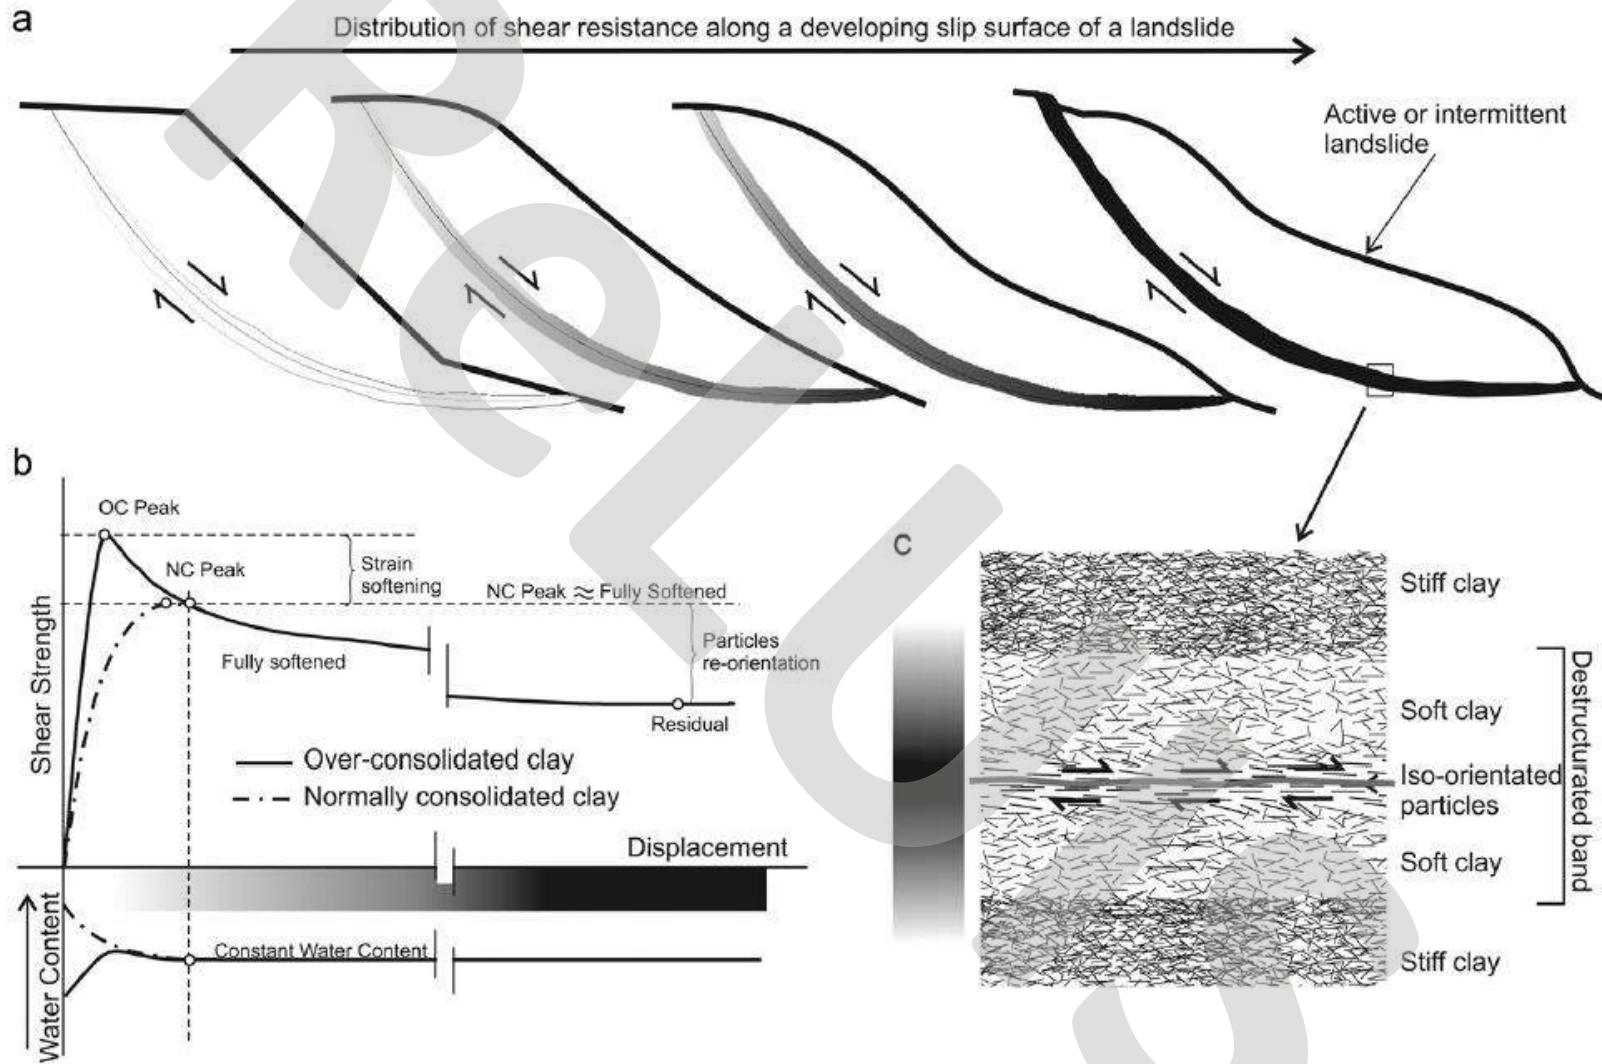 a
Distribution of shear resistance along a developing slip surface of a landslide
Active or intermittent
landslide
b
OC Peak
NC Peak
Strain
softening
NC Peak ≈ Fully Softened
Particles
re-orientation
Fully softened
Residual
Shear Strength
Over-consolidated clay
Normally consolidated clay
Displacement
Water Content
Constant Water Content
c
Stiff clay
Soft clay
Iso-orientated
particles
Soft clay
Stiff clay
Destructurated band